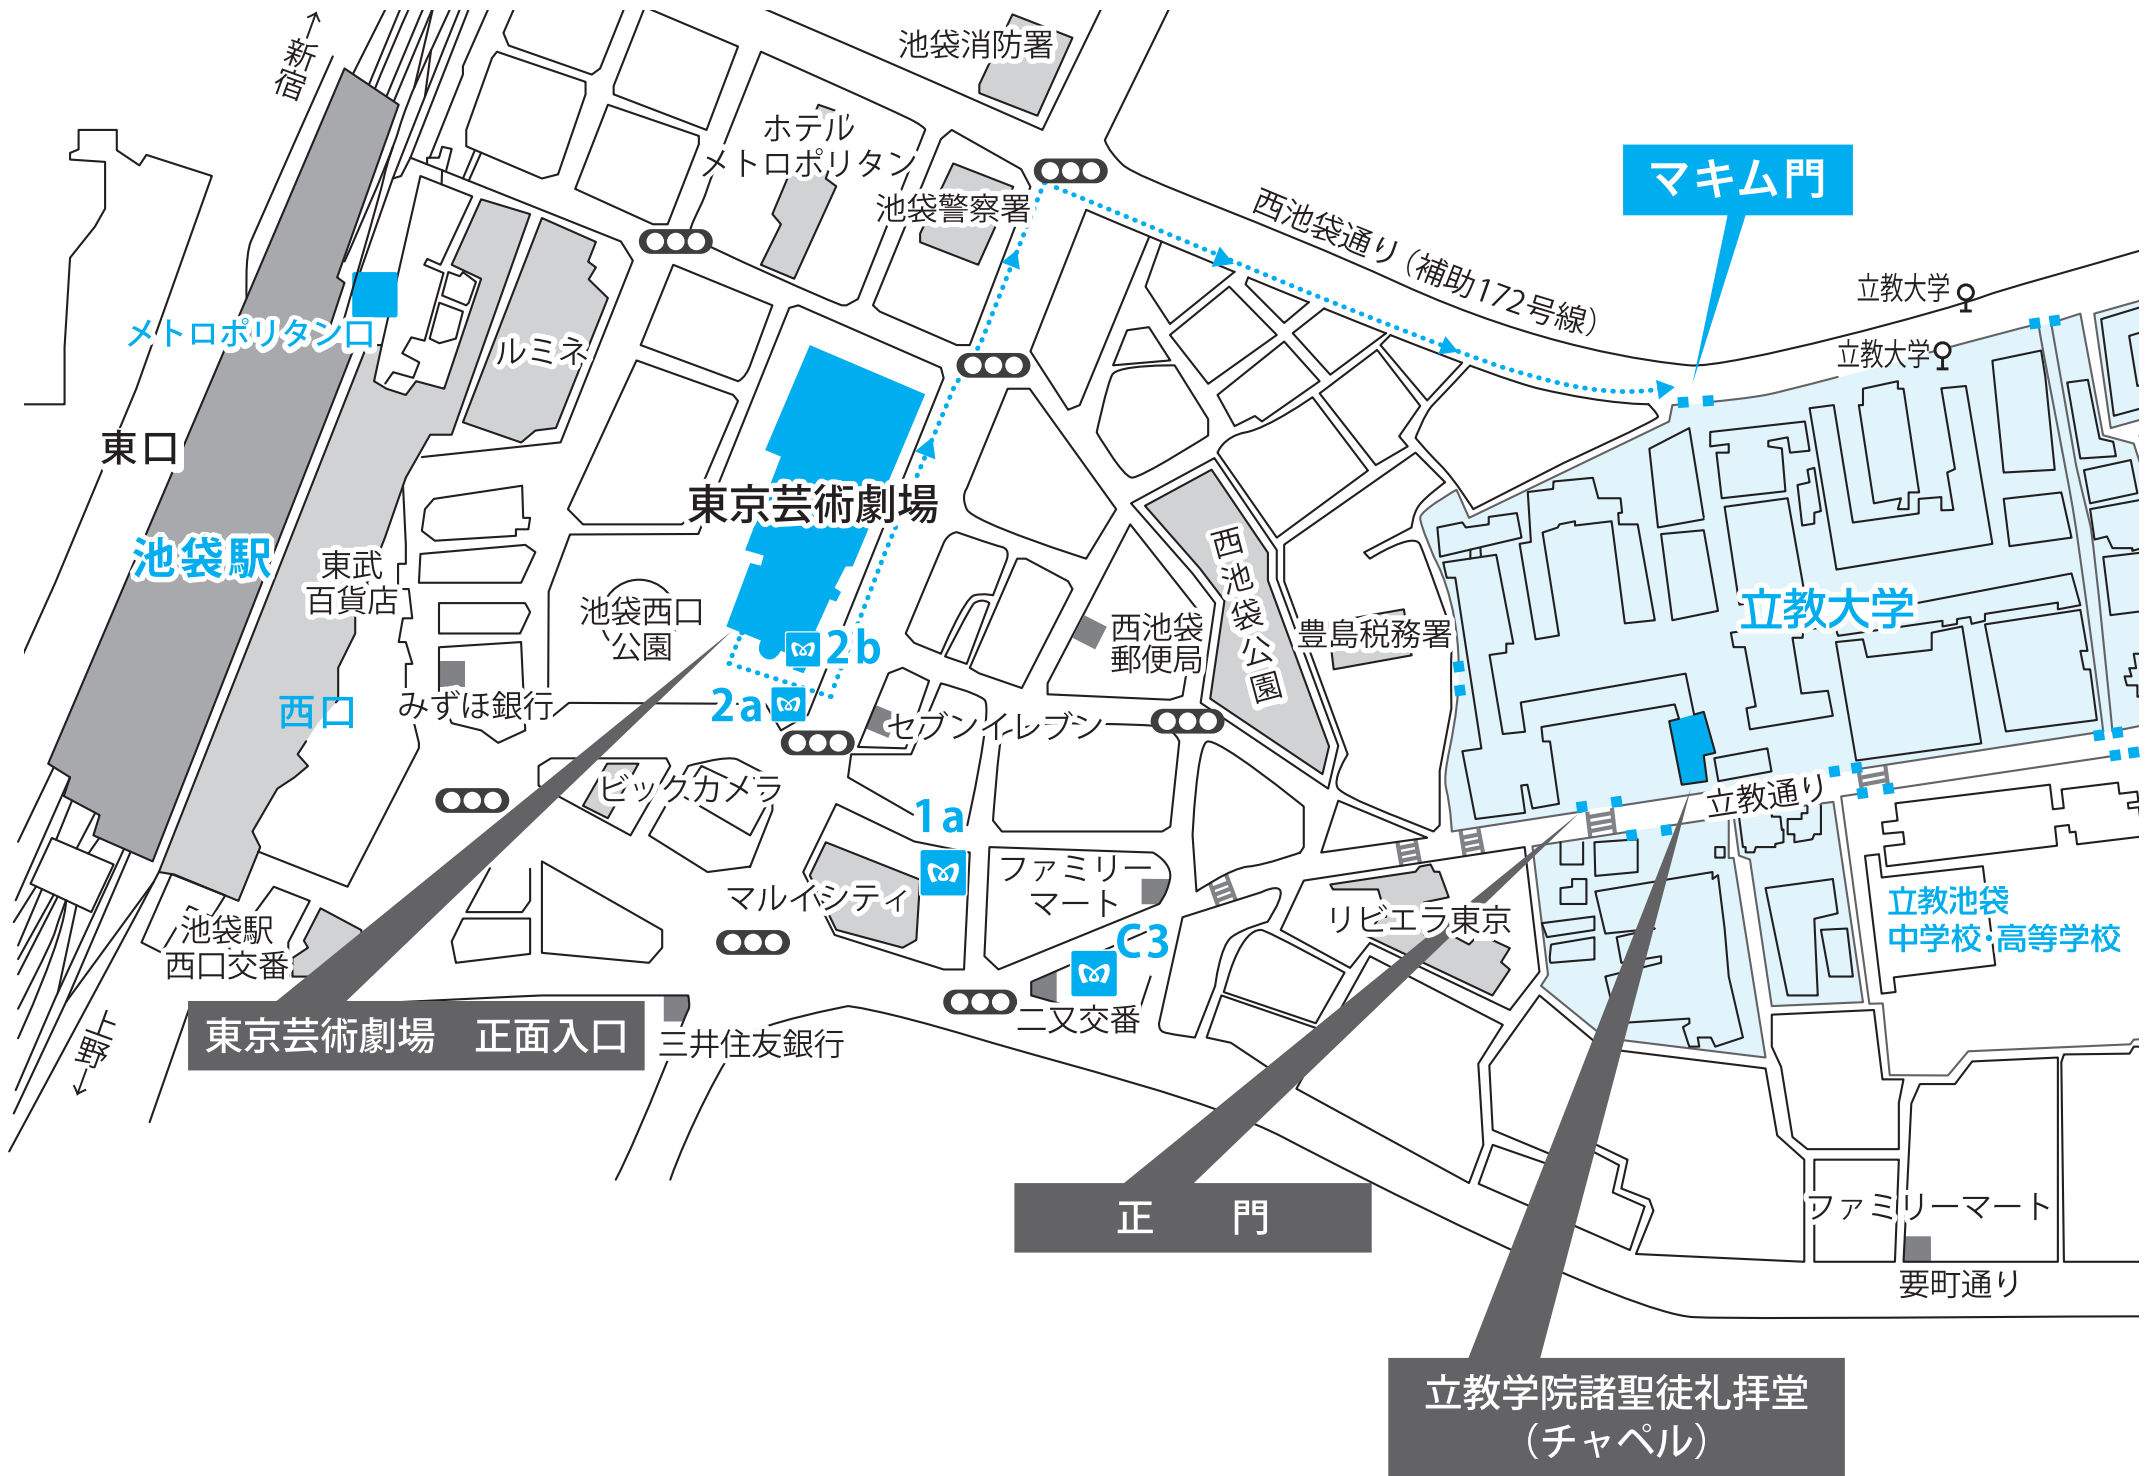 ←新宿
池袋消防署
ホテル
メトロポリタン
池袋警察署
マキム門
西池袋通り（補助172号線）
立教大学
立教大学
メトロポリタン口
ルミネ
東口
東京芸術劇場
池袋駅
東武
百貨店
池袋西口
公園
西池袋
郵便局
西池袋公園
豊島税務署
立教大学
2b
2a
西口
みずほ銀行
セブンイレブン
ビックカメラ
立教通り
1a
マルイシティ
ファミリー
マート
リビエラ東京
立教池袋
中学校・高等学校
池袋駅
西口交番
C3
二又交番
上野→
東京芸術劇場　正面入口
三井住友銀行
正　門
ファミリーマート
要町通り
立教学院諸聖徒礼拝堂
（チャペル）